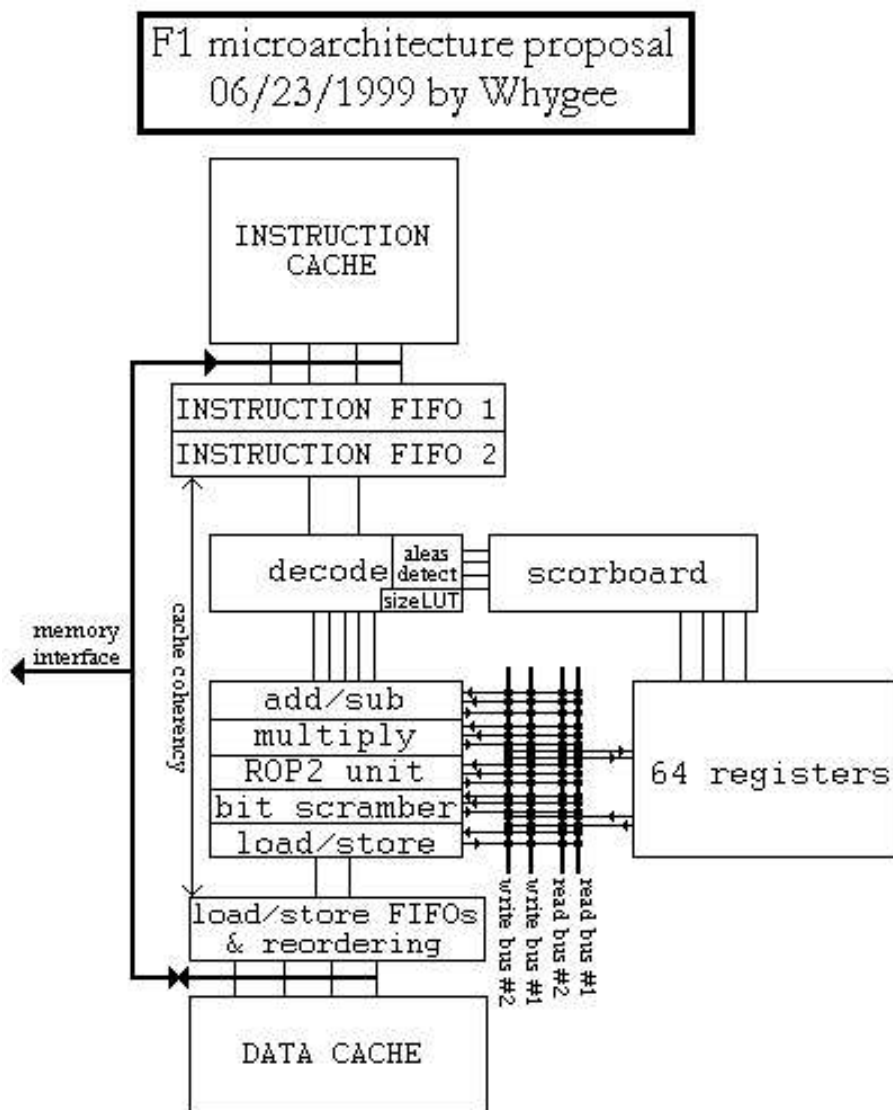 F1 microarchitecture proposal
06/23/1999 by Whygee
INSTRUCTION
CACHE
INSTRUCTION FIFO 1
INSTRUCTION FIFO 2
decode
aleas
detect
sizeLUT
scorboard
memory
interface
cache coherency
add/sub
multiply
ROP2 unit
bit scramber
load/store
64 registers
write bus #2
write bus #1
read bus #2
read bus #1
load/store FIFOs
& reordering
DATA CACHE